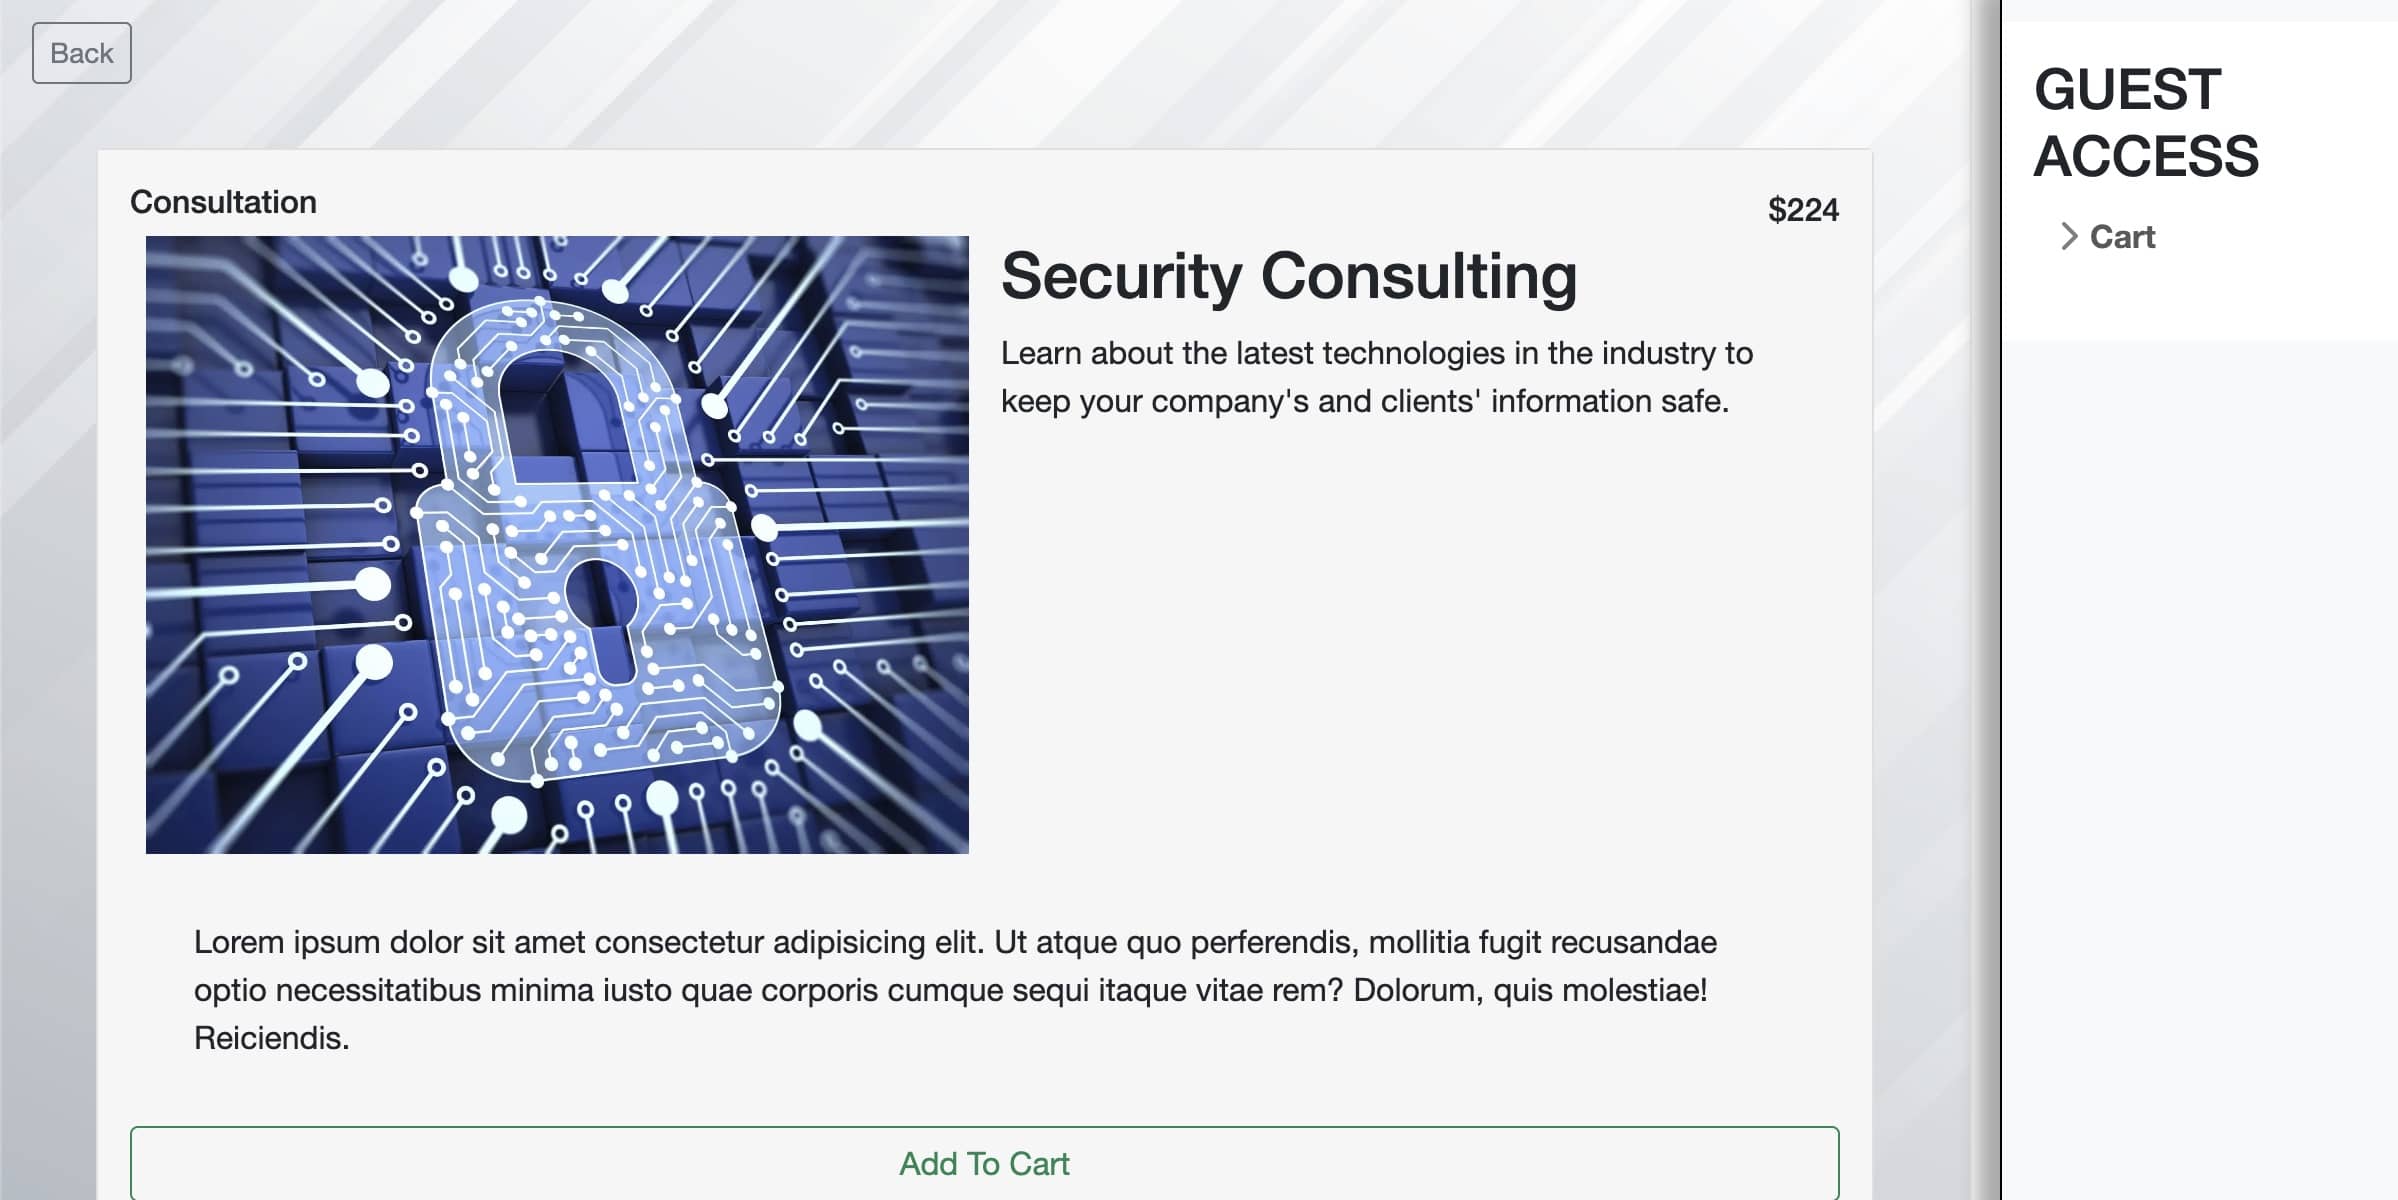 Back
GUEST
ACCESS
Cart
Consultation
$224
Security Consulting
Learn about the latest technologies in the industry to
keep your company's and clients' information safe.
Lorem ipsum dolor sit amet consectetur adipisicing elit. Ut atque quo perferendis, mollitia fugit recusandae
optio necessitatibus minima iusto quae corporis cumque sequi itaque vitae rem? Dolorum, quis molestiae!
Reiciendis.
Add To Cart